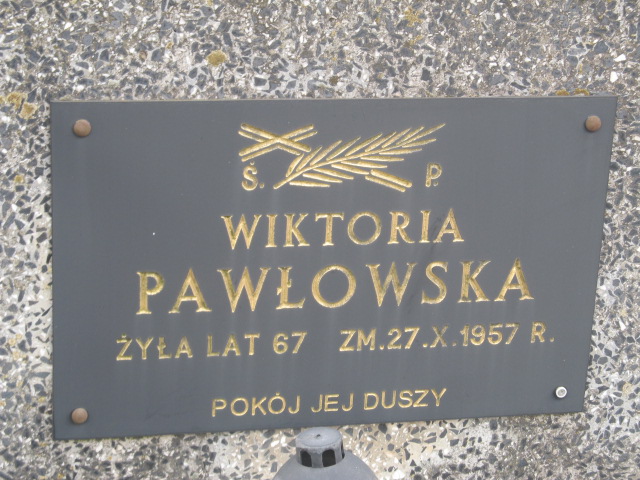 Ś. P.
WIKTORIA
PAWŁOWSKA
ŻYŁA LAT 67 ZM.27.X.1957 R.
POKÓJ JEJ DUSZY